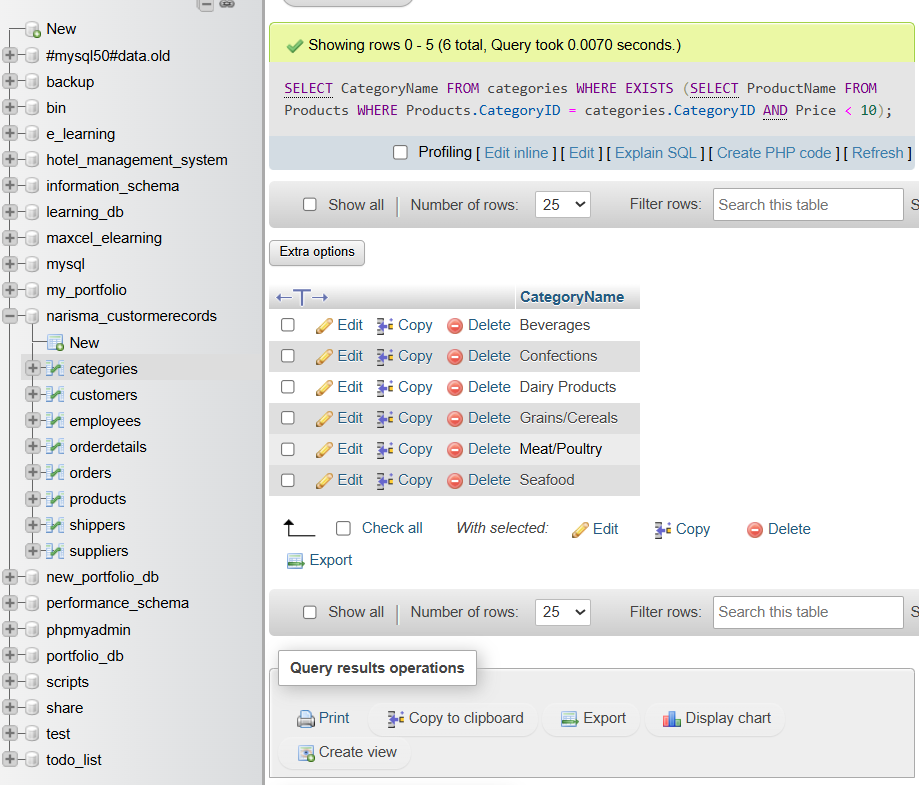 New
#mysql50#data.old
backup
bin
e_learning
hotel_management_system
information_schema
learning_db
maxcel_elearning
mysql
my_portfolio
narisma_custormerecords
New
categories
customers
employees
orderdetails
orders
products
shippers
suppliers
new_portfolio_db
performance_schema
phpmyadmin
portfolio_db
scripts
share
test
todo_list
Showing rows 0 - 5 (6 total, Query took 0.0070 seconds.)
SELECT CategoryName FROM categories WHERE EXISTS (SELECT ProductName FROM
Products WHERE Products.CategoryID = categories.CategoryID AND Price < 10);
Profiling [ Edit inline ] [ Edit ] [ Explain SQL ] [ Create PHP code ] [ Refresh ]
Show all | Number of rows: 25 Filter rows: Search this table S
Extra options
←T→ CategoryName
Edit Copy Delete Beverages
Edit Copy Delete Confections
Edit Copy Delete Dairy Products
Edit Copy Delete Grains/Cereals
Edit Copy Delete Meat/Poultry
Edit Copy Delete Seafood
Check all With selected: Edit Copy Delete
Export
Show all | Number of rows: 25 Filter rows: Search this table S
Query results operations
Print Copy to clipboard Export Display chart
Create view